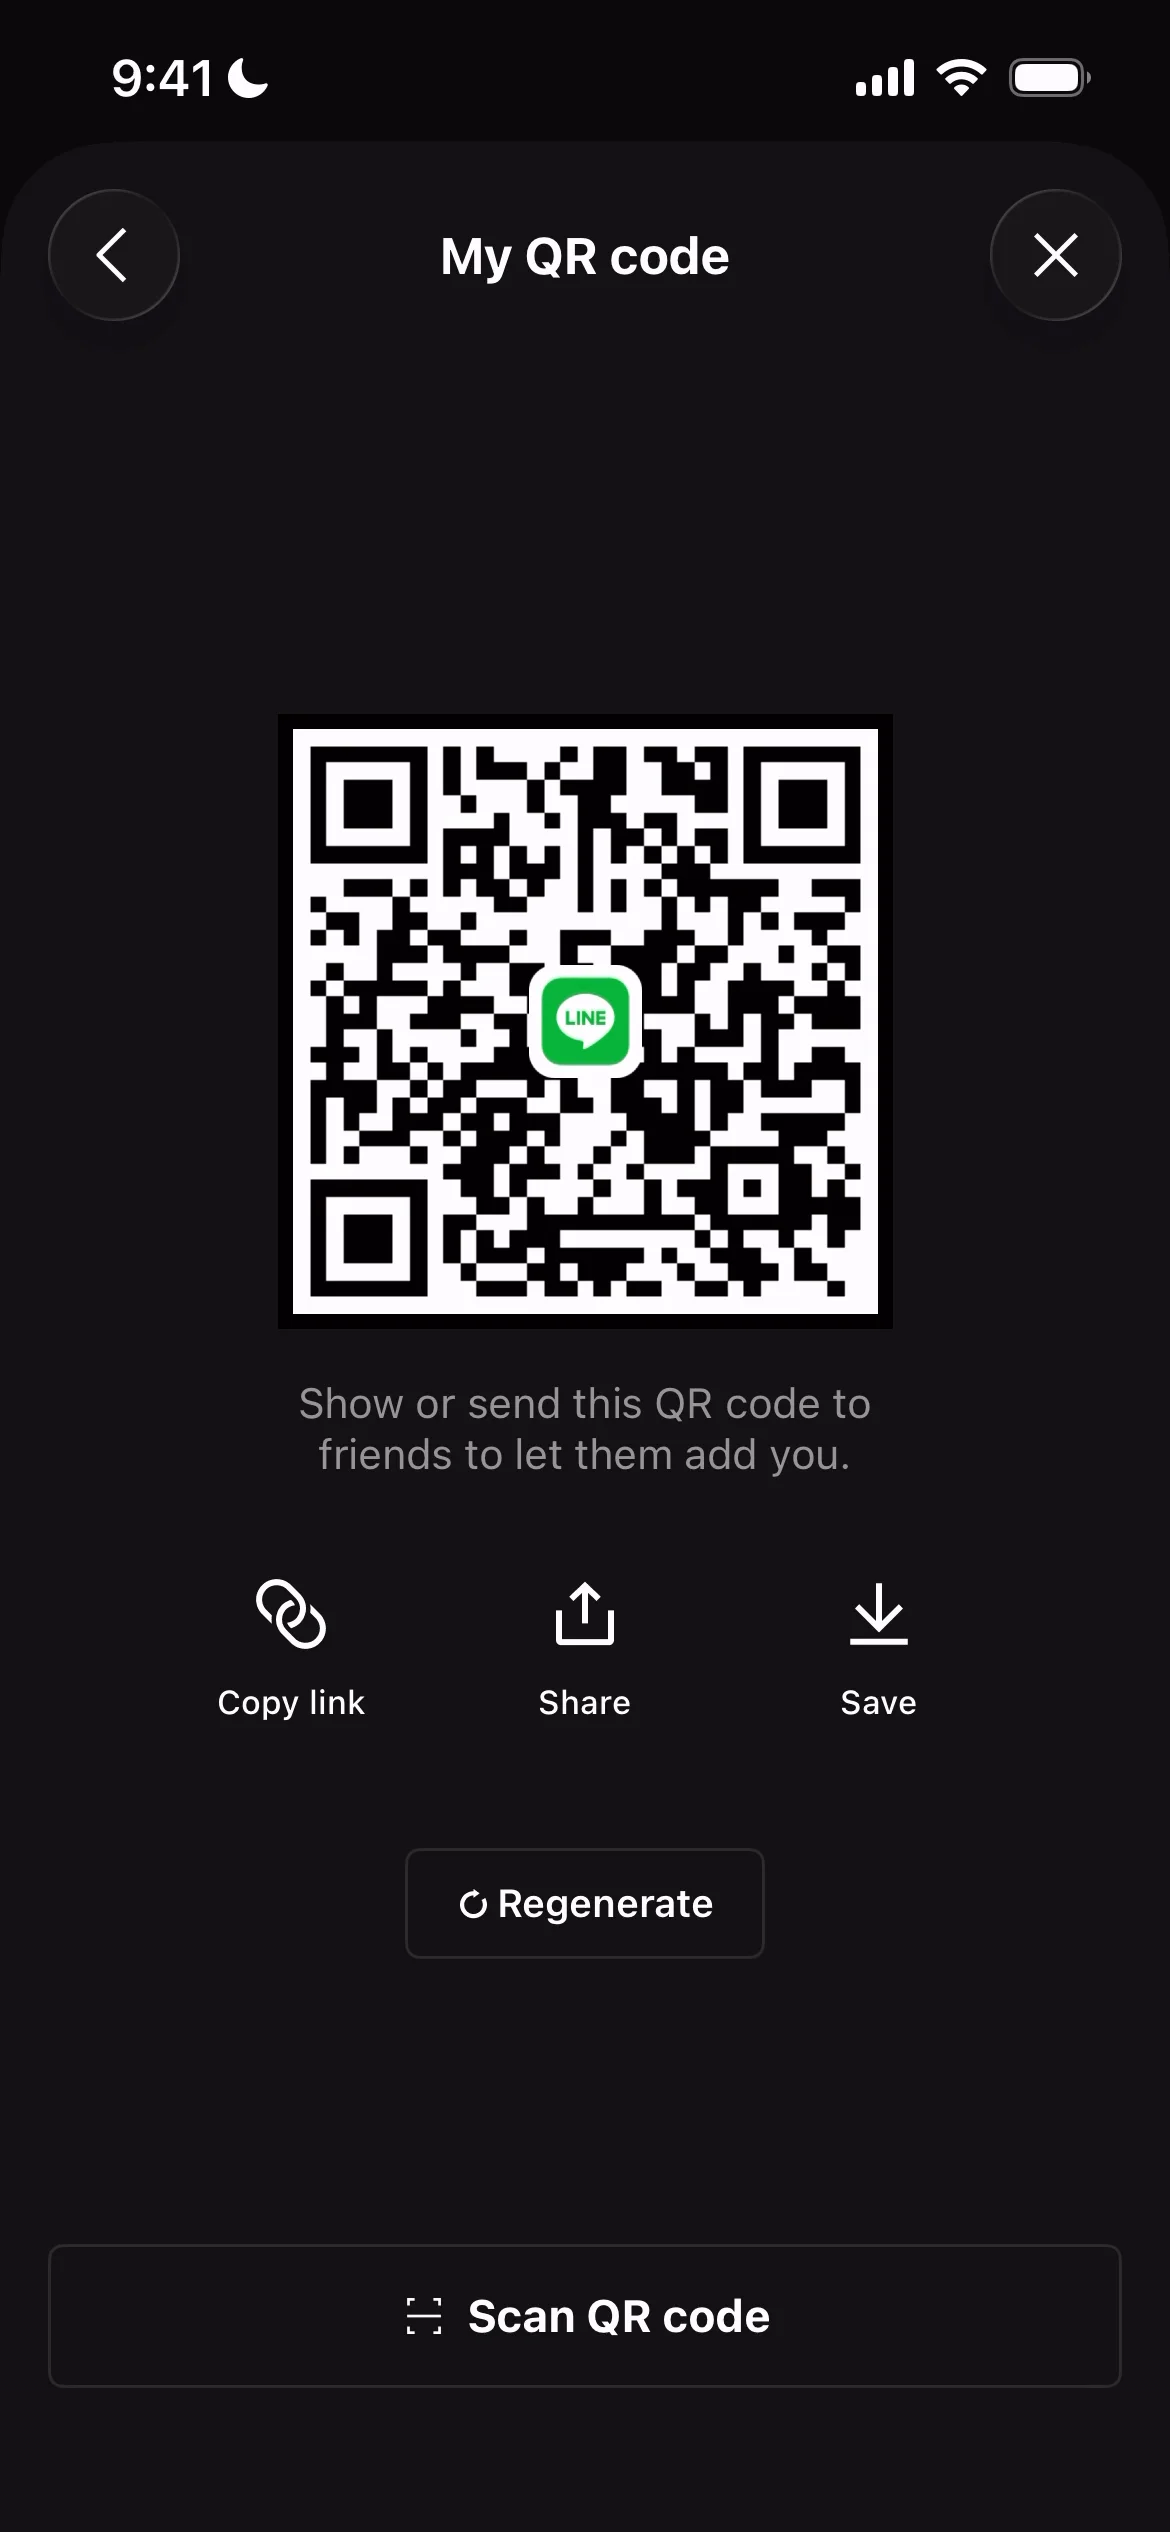 9:41
My QR code
LINE
Show or send this QR code to
friends to let them add you.
Copy link
Share
Save
Regenerate
Scan QR code